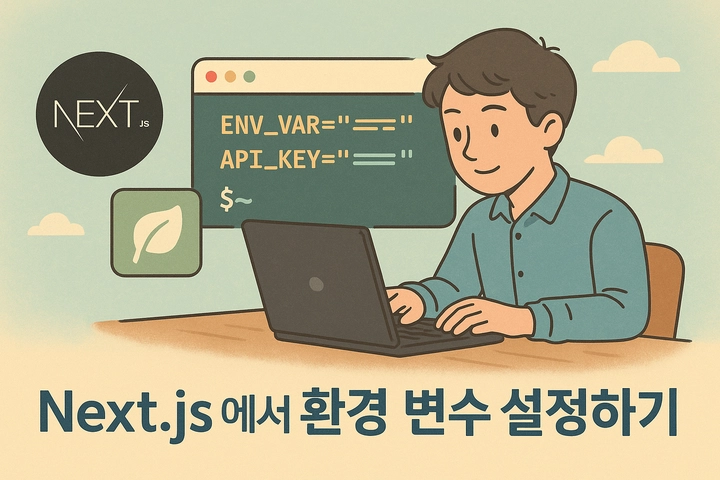 NEXT.JS
ENV_VAR="
"
API_KEY="
"
$~
Next.js 에서 환경 변수 설정하기